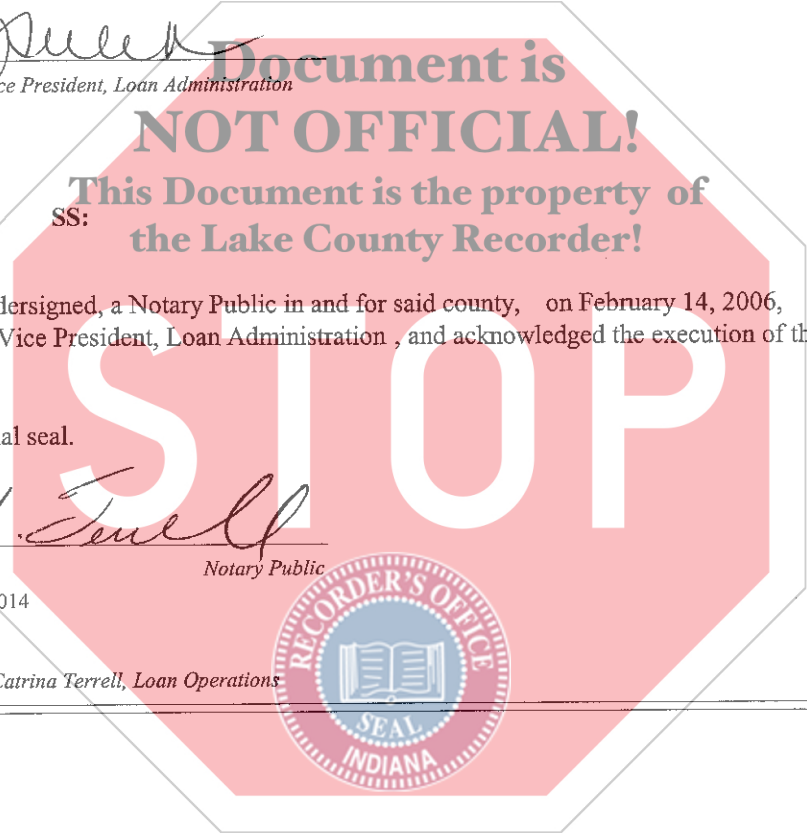 Document is
ce President, Loan Administration
NOT OFFICIAL!
This Document is the property of
SS:
the Lake County Recorder!
dersigned, a Notary Public in and for said county, on February 14, 2006,
Vice President, Loan Administration , and acknowledged the execution of th
STOP
al seal.
Terrell
Notary Public
014
Catrina Terrell, Loan Operations
RECORDER'S OFFICE
SEAL
INDIANA